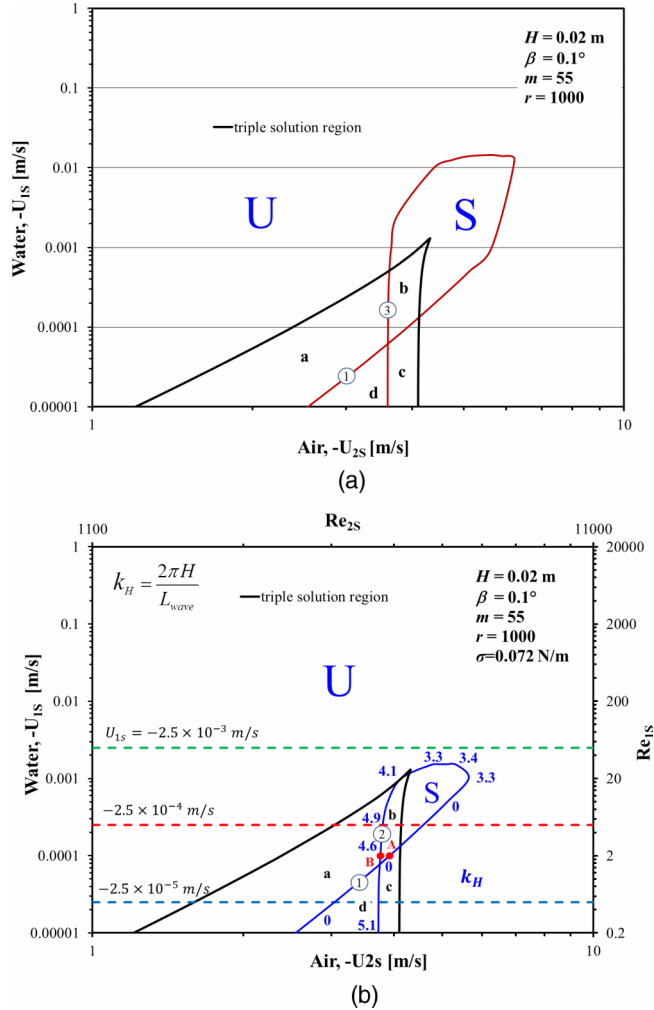 1
H = 0.02 m
β = 0.1°
m = 55
r = 1000
0.1
triple solution region
Water, -U1S [m/s]
0.01
U
S
0.001
b
3
0.0001
a
1
c
d
0.00001
1
10
Air, -U2S [m/s]
(a)
Re2S
1100
11000
1
20000
kH = 2πH / Lwave
H = 0.02 m
β = 0.1°
m = 55
r = 1000
σ=0.072 N/m
triple solution region
0.1
2000
U
Water, -U1S [m/s]
0.01
200
Re1S
U1s = −2.5 × 10−3 m/s
3.3
3.4
4.1
3.3
0.001
20
S
0
−2.5 × 10−4 m/s
4.9
b
2
4.6
A
B
0.0001
2
0
a
kH
1
c
−2.5 × 10−5 m/s
d
0
5.1
0.00001
0.2
1
10
Air, -U2s [m/s]
(b)